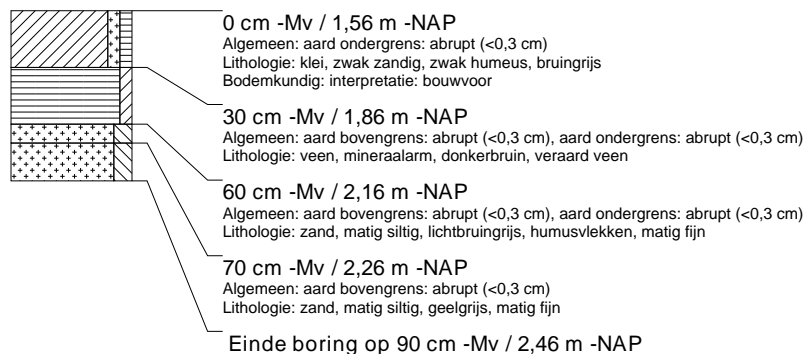 0 cm -Mv / 1,56 m -NAP
Algemeen: aard ondergrens: abrupt (<0,3 cm)
Lithologie: klei, zwak zandig, zwak humeus, bruingrijs
Bodemkundig: interpretatie: bouwvoor
30 cm -Mv / 1,86 m -NAP
Algemeen: aard bovengrens: abrupt (<0,3 cm), aard ondergrens: abrupt (<0,3 cm)
Lithologie: veen, mineraalarm, donkerbruin, veraard veen
60 cm -Mv / 2,16 m -NAP
Algemeen: aard bovengrens: abrupt (<0,3 cm), aard ondergrens: abrupt (<0,3 cm)
Lithologie: zand, matig siltig, lichtbruingrijs, humusvlekken, matig fijn
70 cm -Mv / 2,26 m -NAP
Algemeen: aard bovengrens: abrupt (<0,3 cm)
Lithologie: zand, matig siltig, geelgrijs, matig fijn
Einde boring op 90 cm -Mv / 2,46 m -NAP